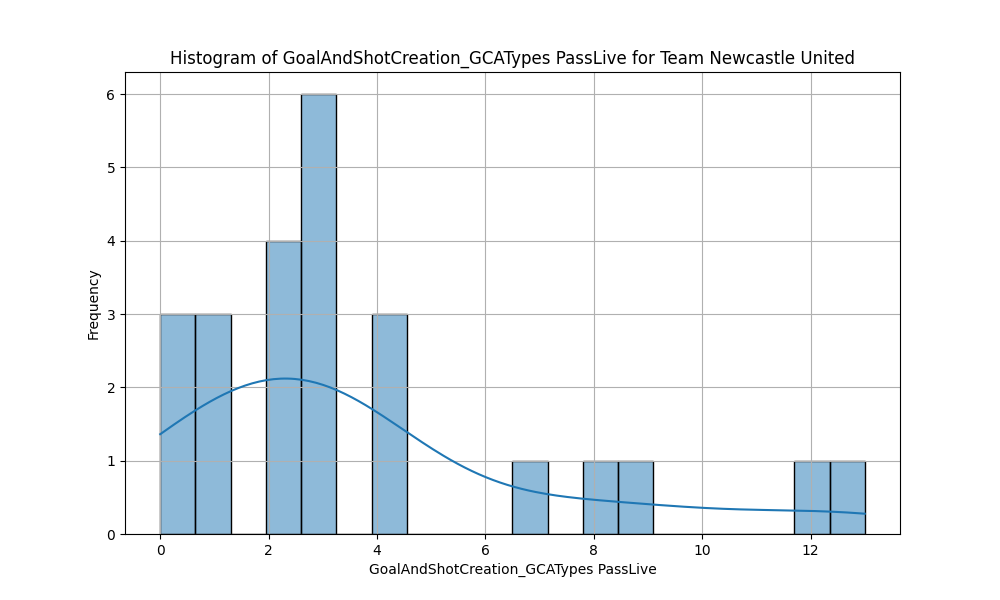 Histogram of GoalAndShotCreation_GCATypes PassLive for Team Newcastle United
6
5
4
3
2
1
0
Frequency
0 2 4 6 8 10 12
GoalAndShotCreation_GCATypes PassLive